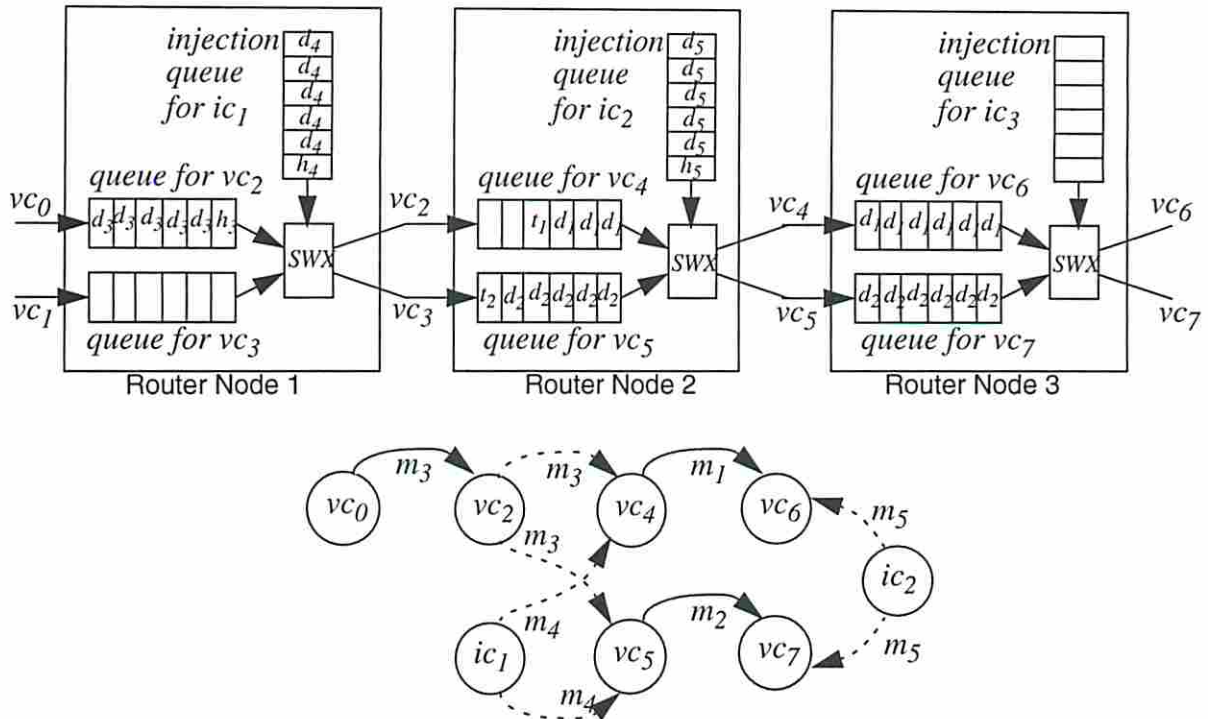 injection
queue
for ic1
d4
d4
d4
d4
d4
h4
queue for vc2
vc0
d3 d3 d3 d3 d3 h3
SWX
vc1
queue for vc3
Router Node 1
vc2
vc3
injection
queue
for ic2
d5
d5
d5
d5
d5
h5
queue for vc4
t1 d1 d1 d1
SWX
t2 d2 d2 d2 d2 d2
queue for vc5
Router Node 2
vc4
vc5
injection
queue
for ic3
queue for vc6
d1 d1 d1 d1 d1 d1
SWX
d2 d2 d2 d2 d2 d2
queue for vc7
Router Node 3
vc6
vc7
m3 m3 m1
vc0 vc2 vc4 vc6
m5
m3
ic2
m4 m2
ic1 vc5 vc7
m5
m4